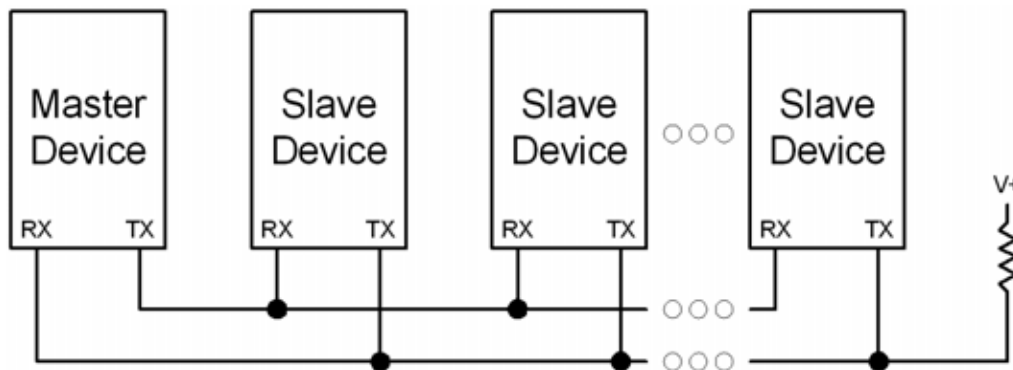 Master
Device
RX TX
Slave
Device
RX TX
Slave
Device
RX TX
Slave
Device
RX TX
V+